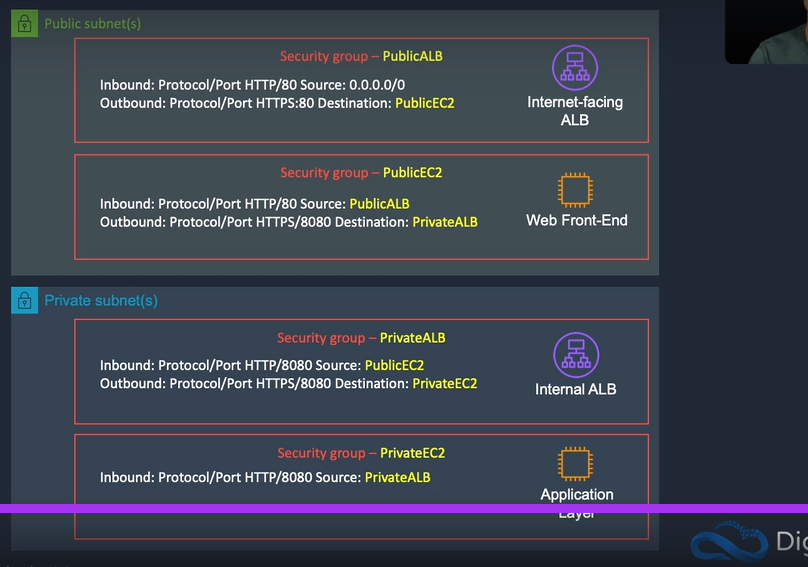 Public subnet(s)
Security group – PublicALB
Inbound: Protocol/Port HTTP/80 Source: 0.0.0.0/0
Outbound: Protocol/Port HTTPS:80 Destination: PublicEC2
Internet-facing
ALB
Security group – PublicEC2
Inbound: Protocol/Port HTTP/80 Source: PublicALB
Outbound: Protocol/Port HTTPS/8080 Destination: PrivateALB
Web Front-End
Private subnet(s)
Security group – PrivateALB
Inbound: Protocol/Port HTTP/8080 Source: PublicEC2
Outbound: Protocol/Port HTTPS/8080 Destination: PrivateEC2
Internal ALB
Security group – PrivateEC2
Inbound: Protocol/Port HTTP/8080 Source: PrivateALB
Application
Layer
Dig